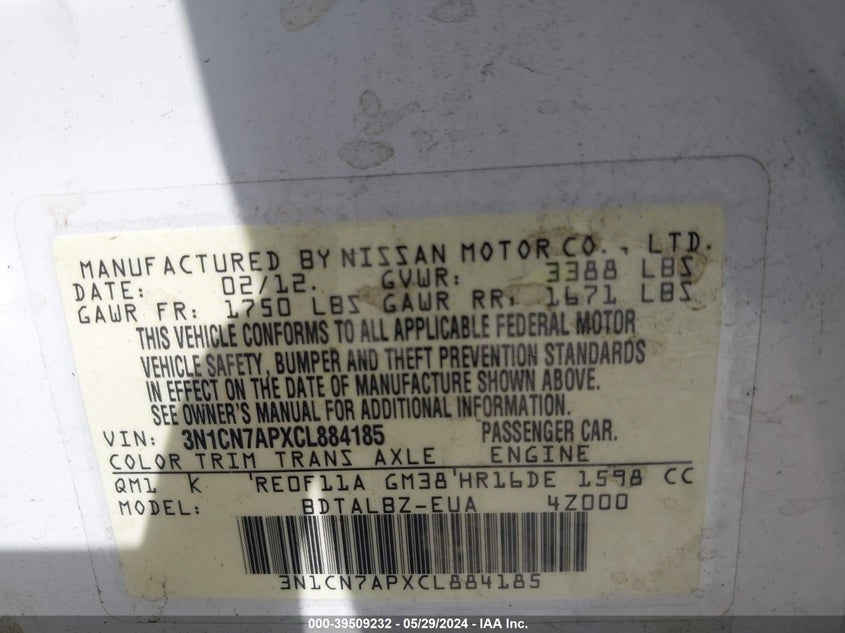 MANUFACTURED BY NISSAN MOTOR CO., LTD.
DATE: 02/12. GVWR: 3388 LBS
GAWR FR: 1750 LBS GAWR RR: 1671 LBS
THIS VEHICLE CONFORMS TO ALL APPLICABLE FEDERAL MOTOR
VEHICLE SAFETY, BUMPER AND THEFT PREVENTION STANDARDS
IN EFFECT ON THE DATE OF MANUFACTURE SHOWN ABOVE.
SEE OWNER'S MANUAL FOR ADDITIONAL INFORMATION.
VIN: 3N1CN7APXCL884185 PASSENGER CAR.
COLOR TRIM TRANS AXLE ENGINE
QM1 K RE0F11A GM38 HR16DE 1598 CC
MODEL: BDTALBZ-EUA 4Z000
3N1CN7APXCL884185
000-39509232 - 05/29/2024 - IAA Inc.